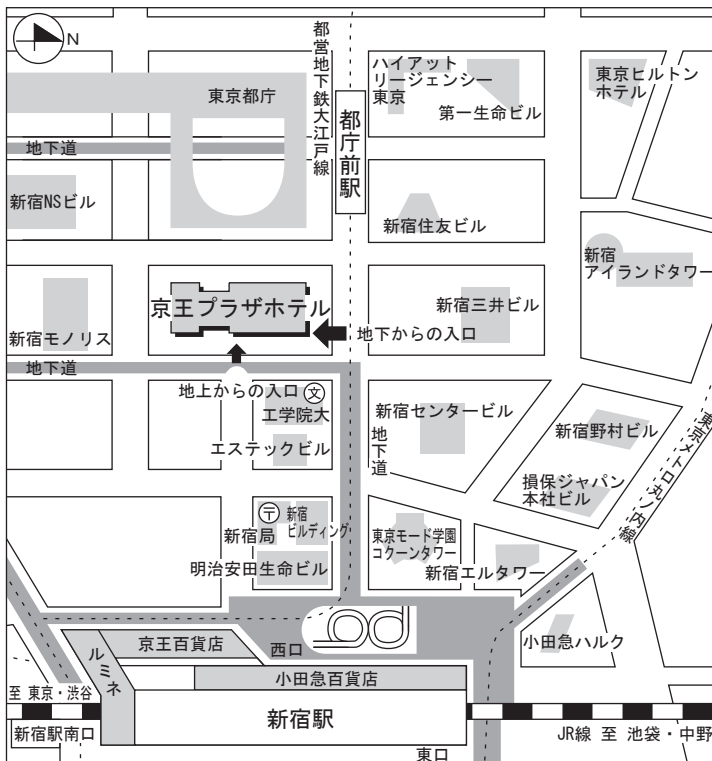 N
都営地下鉄大江戸線
都庁前駅
東京都庁
ハイアット
リージェンシー
東京
第一生命ビル
東京ヒルトン
ホテル
地下道
新宿NSビル
新宿住友ビル
新宿
アイランドタワー
京王プラザホテル
新宿三井ビル
地下からの入口
新宿モノリス
地下道
地上からの入口
文
工学院大
エステックビル
新宿センタービル
地下道
新宿野村ビル
東京メトロ丸ノ内線
損保ジャパン
本社ビル
〒
新宿局
新宿
ビルディング
明治安田生命ビル
東京モード学園
コクーンタワー
新宿エルタワー
小田急ハルク
京王百貨店
西口
ルミネ
小田急百貨店
至 東京・渋谷
新宿駅
新宿駅南口
JR線 至 池袋・中野
東口